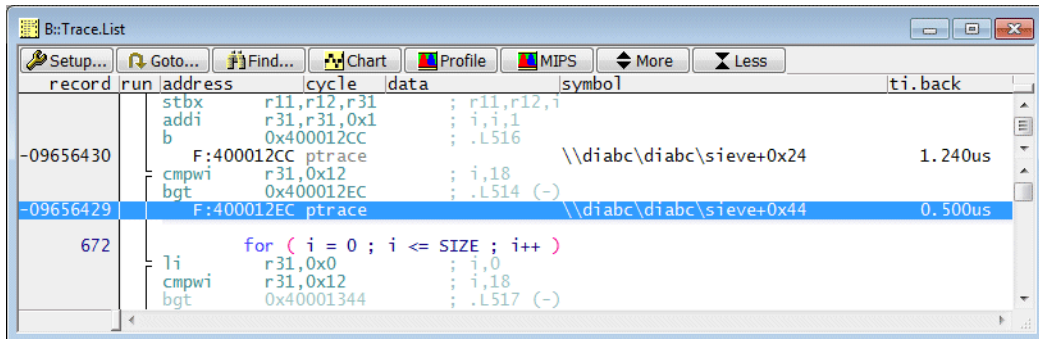 B::Trace.List
Setup... Goto... Find... Chart Profile MIPS More Less
record run address cycle data symbol ti.back
stbx r11,r12,r31 ; r11,r12,i
addi r31,r31,0x1 ; i,i,1
b 0x400012CC ; .L516
-09656430 F:400012CC ptrace \\diabc\diabc\sieve+0x24 1.240us
cmpwi r31,0x12 ; i,18
bgt 0x400012EC ; .L514 (-)
-09656429 F:400012EC ptrace \\diabc\diabc\sieve+0x44 0.500us
672 for ( i = 0 ; i <= SIZE ; i++ )
li r31,0x0 ; i,0
cmpwi r31,0x12 ; i,18
bgt 0x40001344 ; .L517 (-)